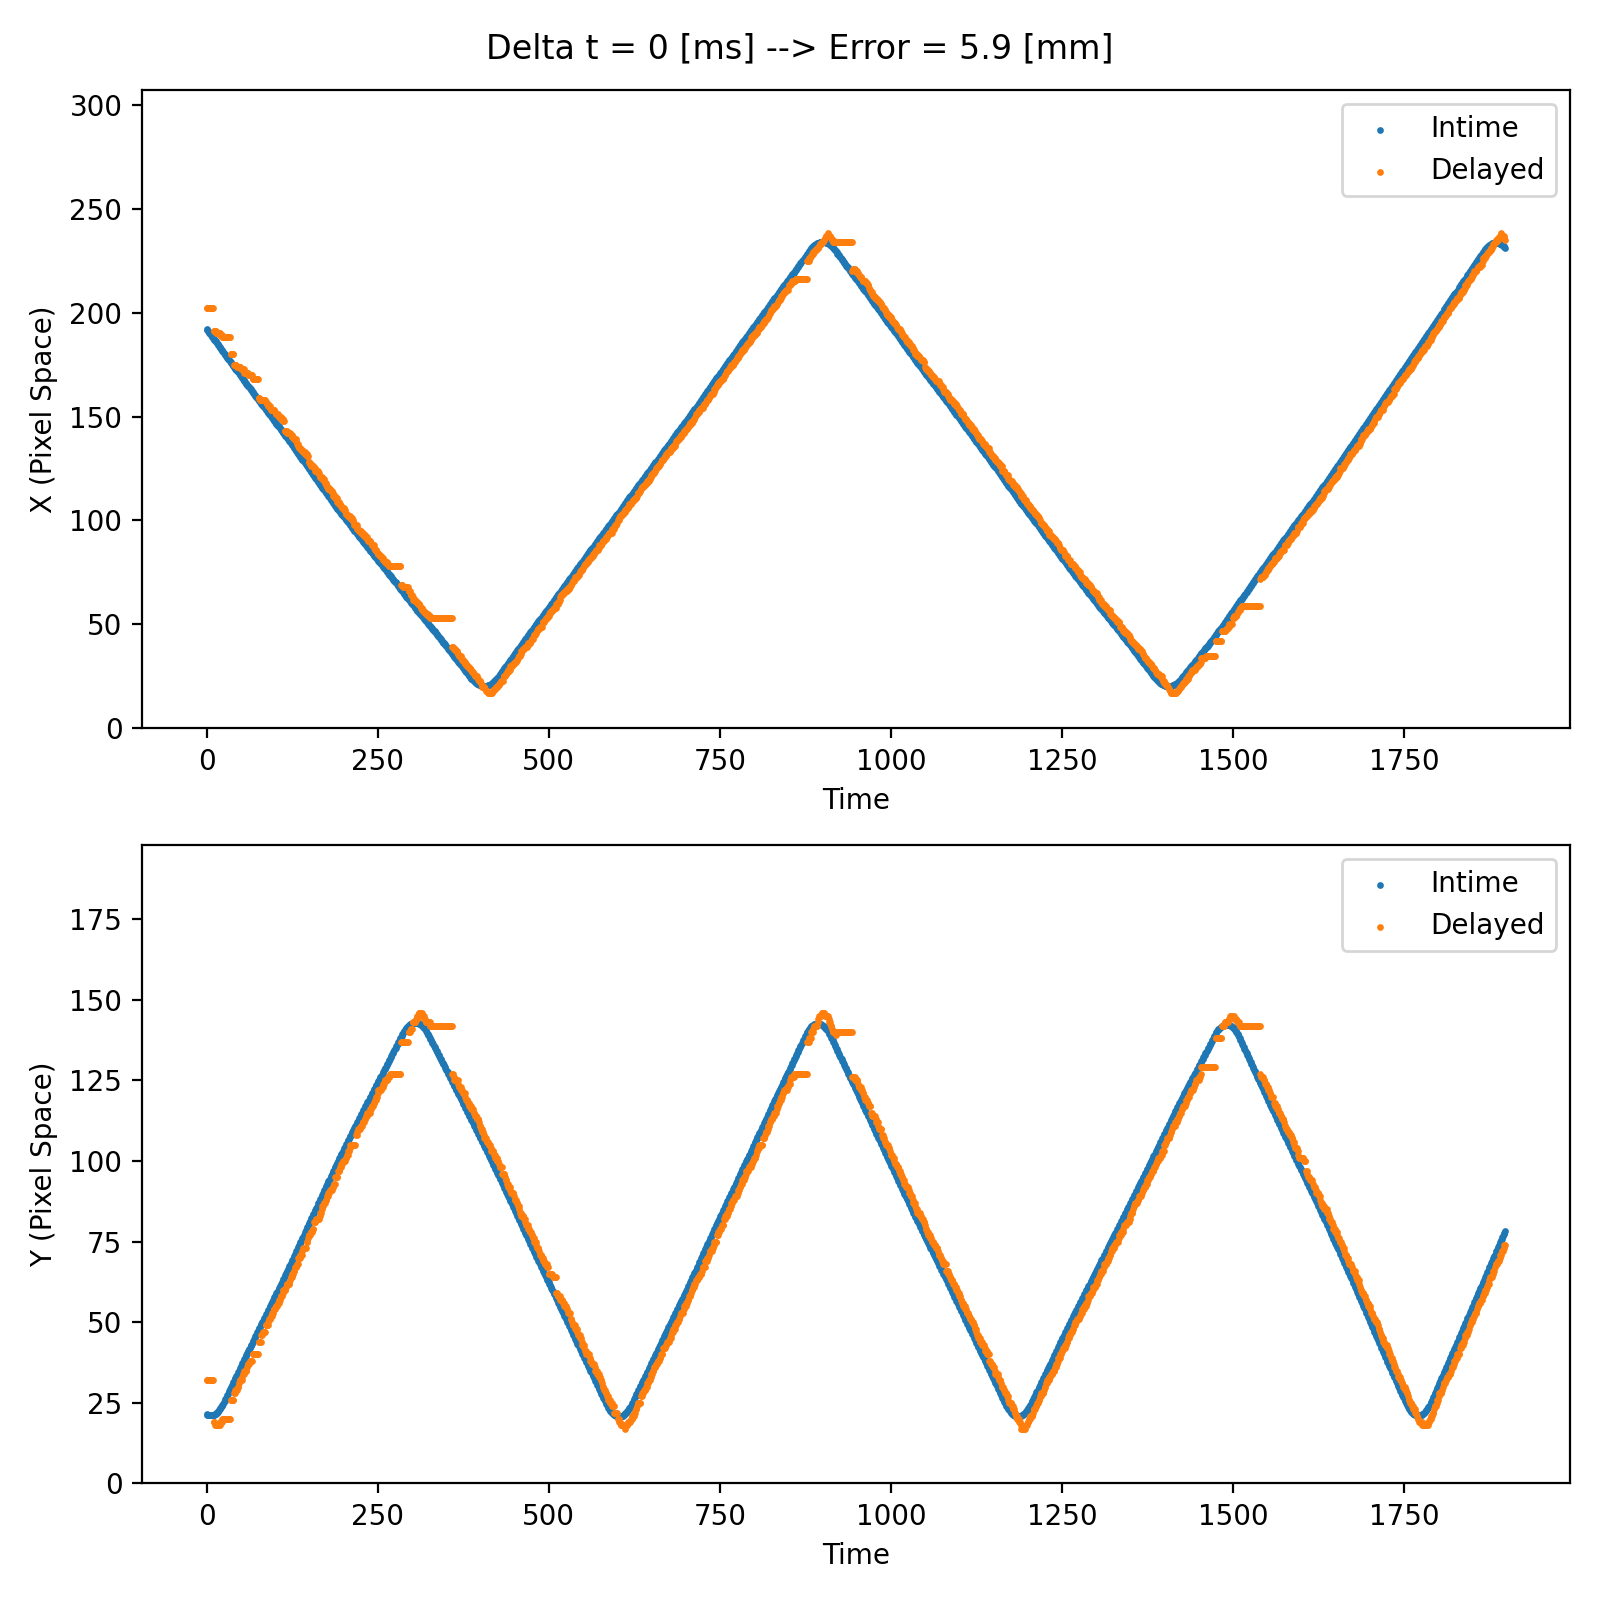 Delta t = 0 [ms] --> Error = 5.9 [mm]
300
250
200
150
100
50
0
X (Pixel Space)
Intime
Delayed
0 250 500 750 1000 1250 1500 1750
Time
175
150
125
100
75
50
25
0
Y (Pixel Space)
Intime
Delayed
0 250 500 750 1000 1250 1500 1750
Time